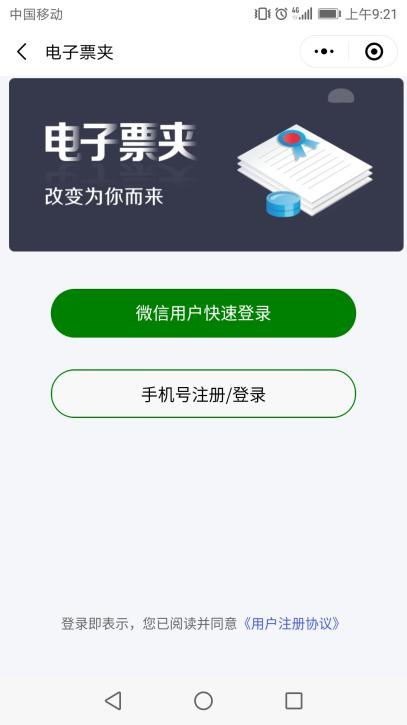 中国移动 4G 上午9:21
电子票夹
电子票夹
改变为你而来
微信用户快速登录
手机号注册/登录
登录即表示，您已阅读并同意《用户注册协议》